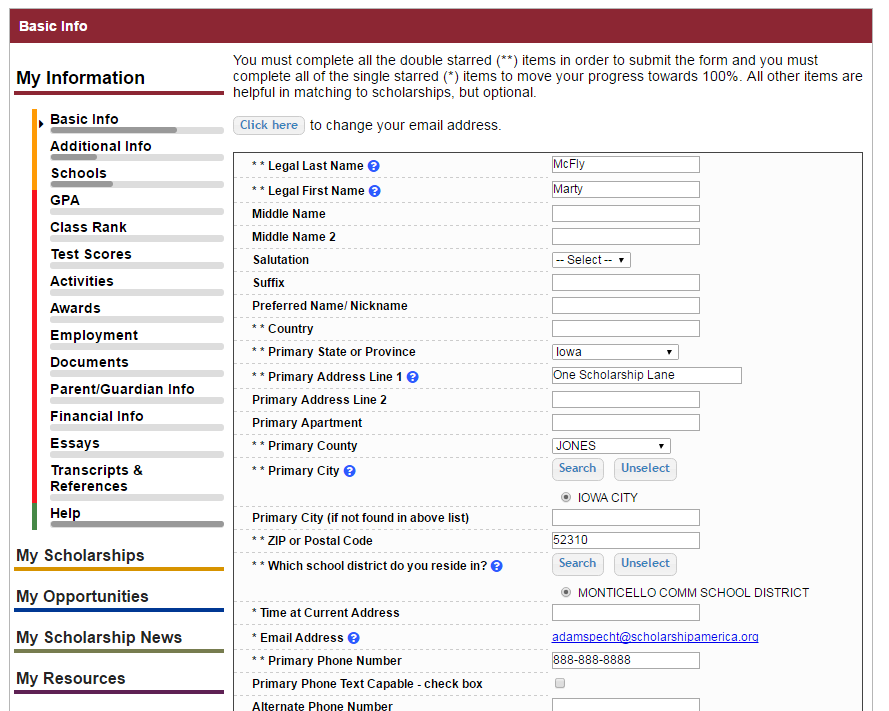 Basic Info
My Information
Basic Info
Additional Info
Schools
GPA
Class Rank
Test Scores
Activities
Awards
Employment
Documents
Parent/Guardian Info
Financial Info
Essays
Transcripts &
References
Help
My Scholarships
My Opportunities
My Scholarship News
My Resources
You must complete all the double starred (**) items in order to submit the form and you must
complete all of the single starred (*) items to move your progress towards 100%. All other items are
helpful in matching to scholarships, but optional.
Click here to change your email address.
** Legal Last Name ? McFly
** Legal First Name ? Marty
Middle Name
Middle Name 2
Salutation -- Select --
Suffix
Preferred Name/ Nickname
** Country
** Primary State or Province Iowa
** Primary Address Line 1 ? One Scholarship Lane
Primary Address Line 2
Primary Apartment
** Primary County JONES
** Primary City ? Search Unselect
IOWA CITY
Primary City (if not found in above list)
** ZIP or Postal Code 52310
** Which school district do you reside in? ? Search Unselect
MONTICELLO COMM SCHOOL DISTRICT
* Time at Current Address
* Email Address ? adamspecht@scholarshipamerica.org
** Primary Phone Number 888-888-8888
Primary Phone Text Capable - check box
Alternate Phone Number